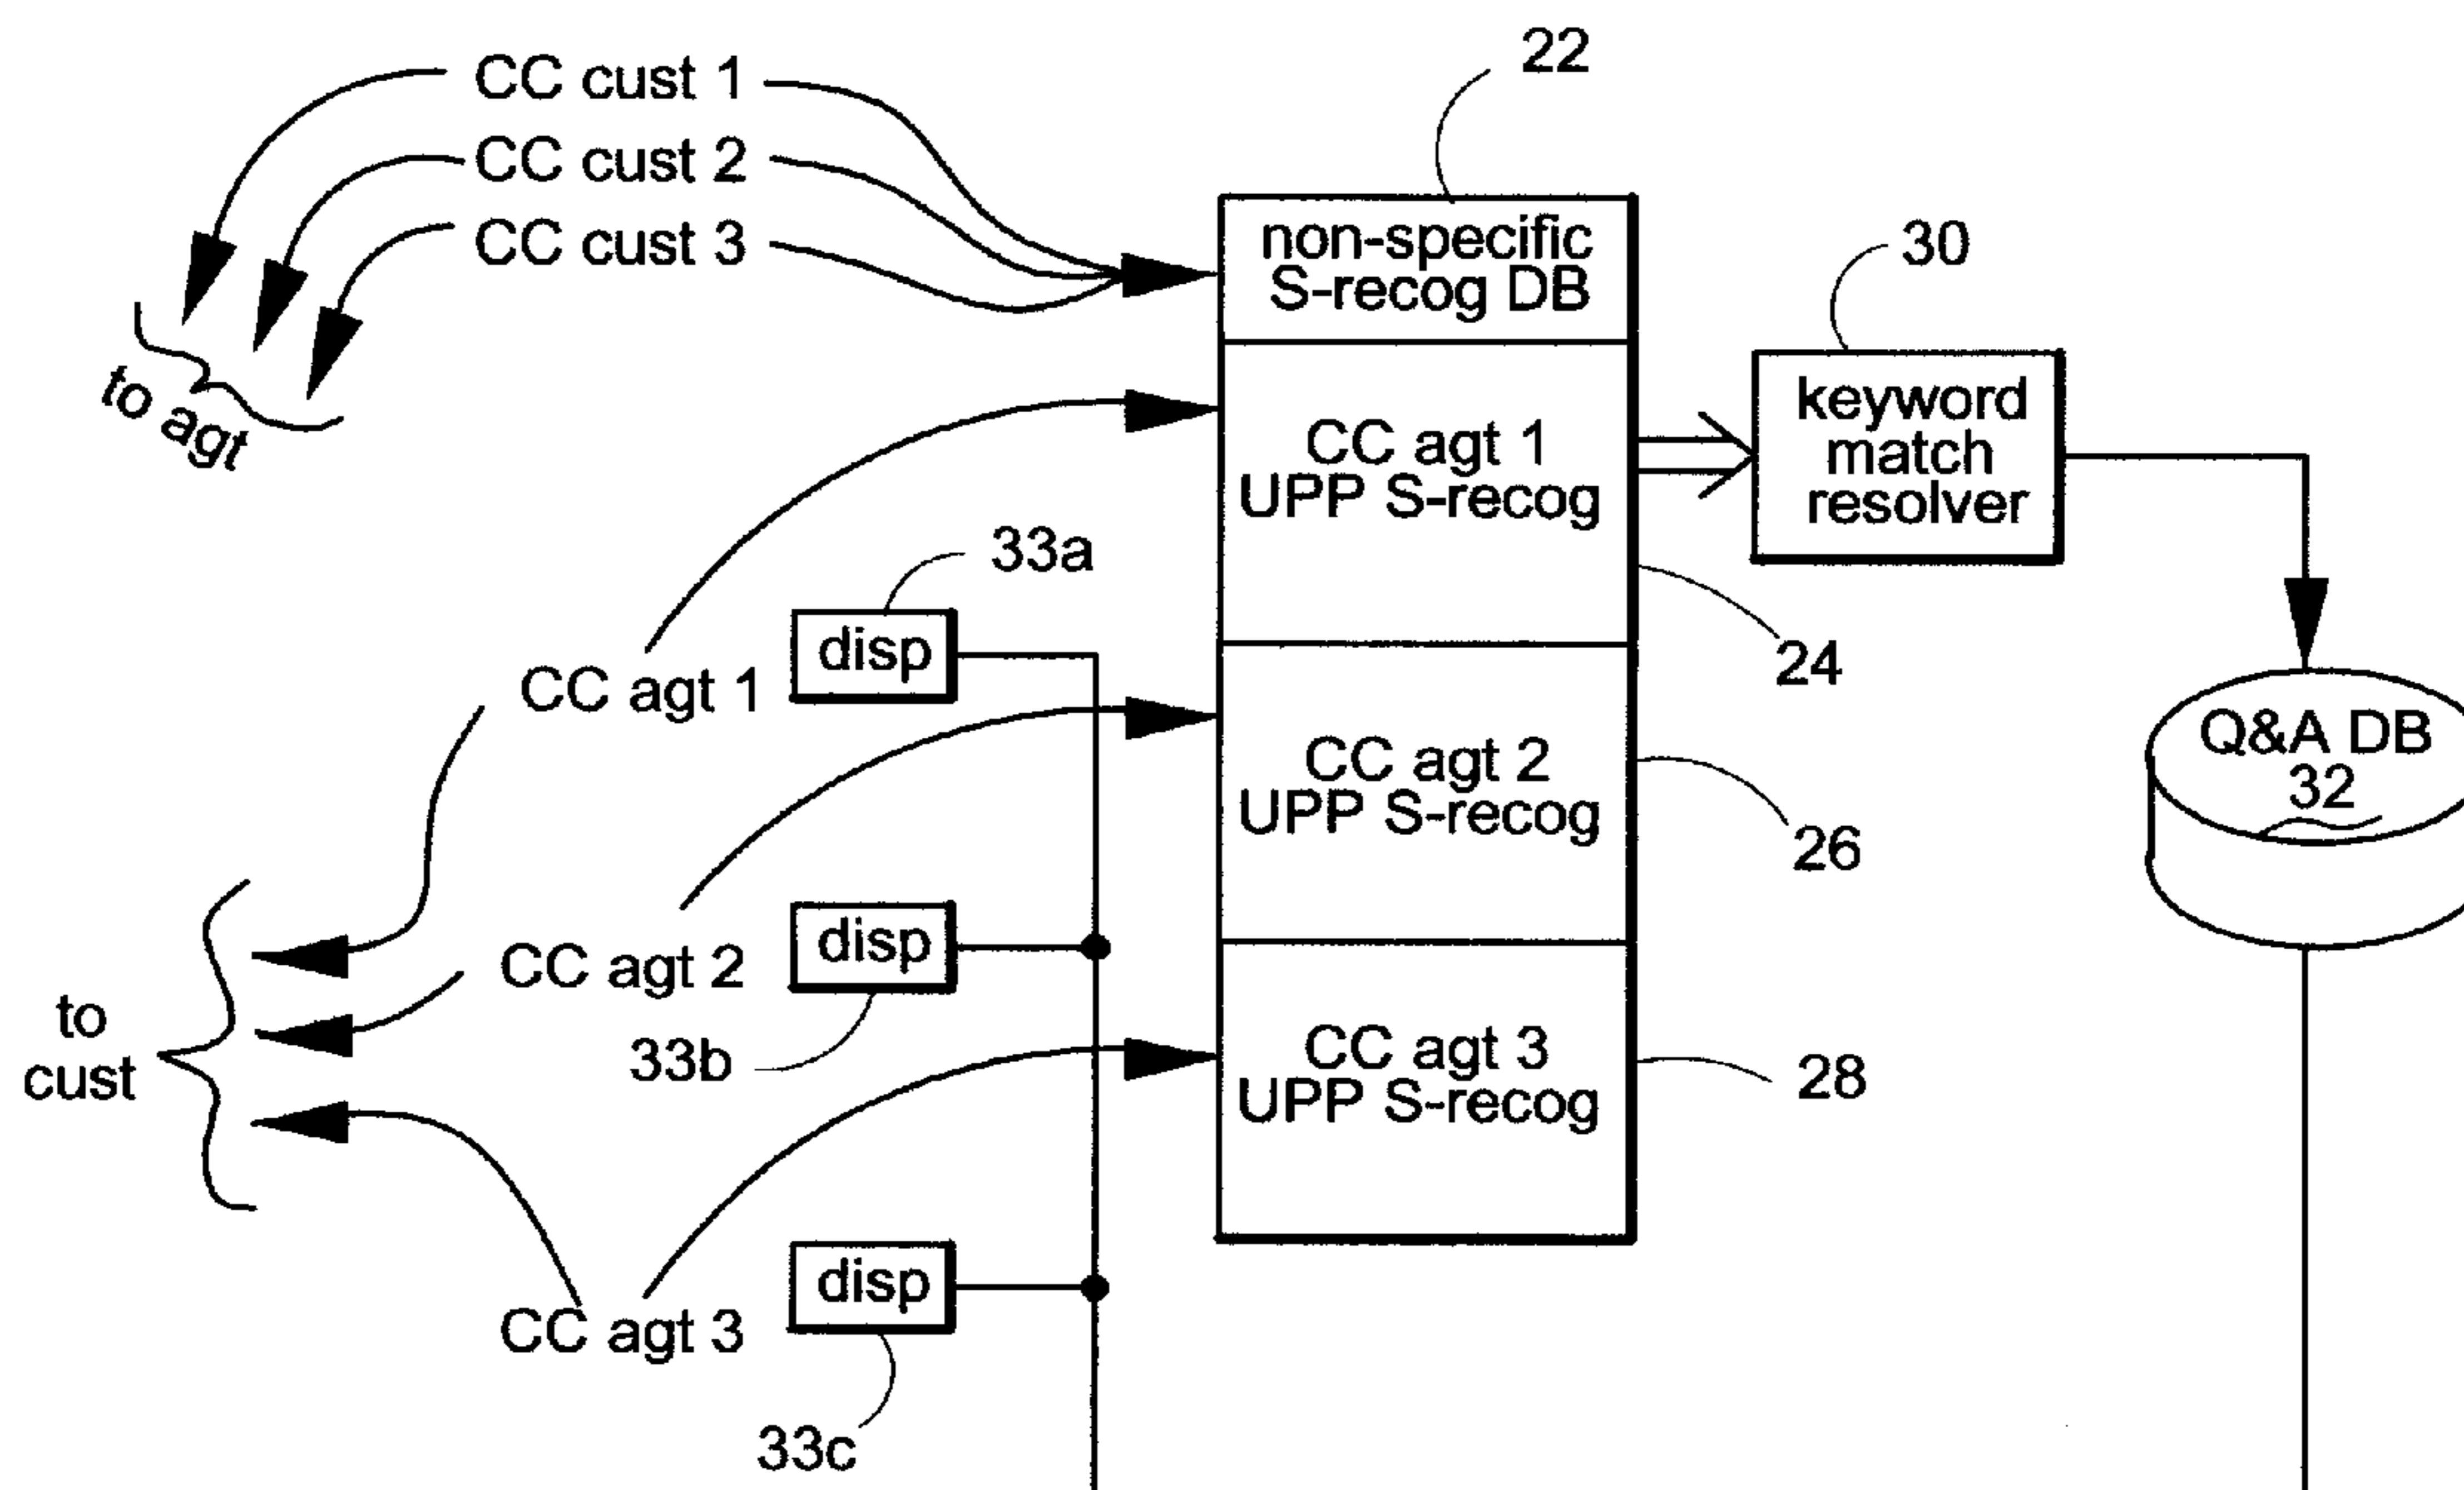 22
CC cust 1
CC cust 2
CC cust 3
non-specific
S-recog DB
30
to agt
keyword
match
resolver
CC agt 1
UPP S-recog
33a
disp
24
CC agt 1
Q&A DB
32
CC agt 2
UPP S-recog
26
disp
CC agt 2
33b
to
cust
CC agt 3
UPP S-recog
28
disp
CC agt 3
33c